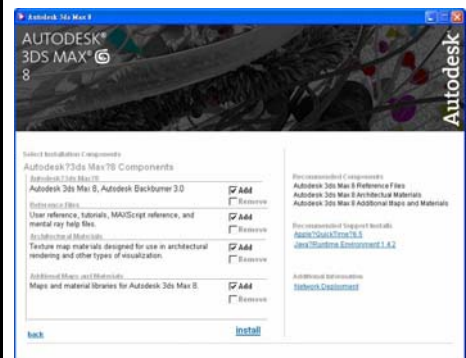 Autodesk 3ds Max 8
AUTODESK®
3DS MAX®
8
Autodesk
Select Installation Components
Autodesk?3ds Max?8 Components
Autodesk?3ds Max?8
Autodesk 3ds Max 8, Autodesk Backburner 3.0
Add
Remove
Reference Files
User reference, tutorials, MAXScript reference, and
mental ray help files.
Add
Remove
Architectural Materials
Texture map materials designed for use in architectural
rendering and other types of visualization.
Add
Remove
Additional Maps and Materials
Maps and material libraries for Autodesk 3ds Max 8.
Add
Remove
back
install
Recommended Components
Autodesk 3ds Max 8 Reference Files
Autodesk 3ds Max 8 Architectural Materials
Autodesk 3ds Max 8 Additional Maps and Materials
Recommended Support Installs
Apple?QuickTime?6.5
Java?Runtime Environment 1.4.2
Additional Information
Network Deployment